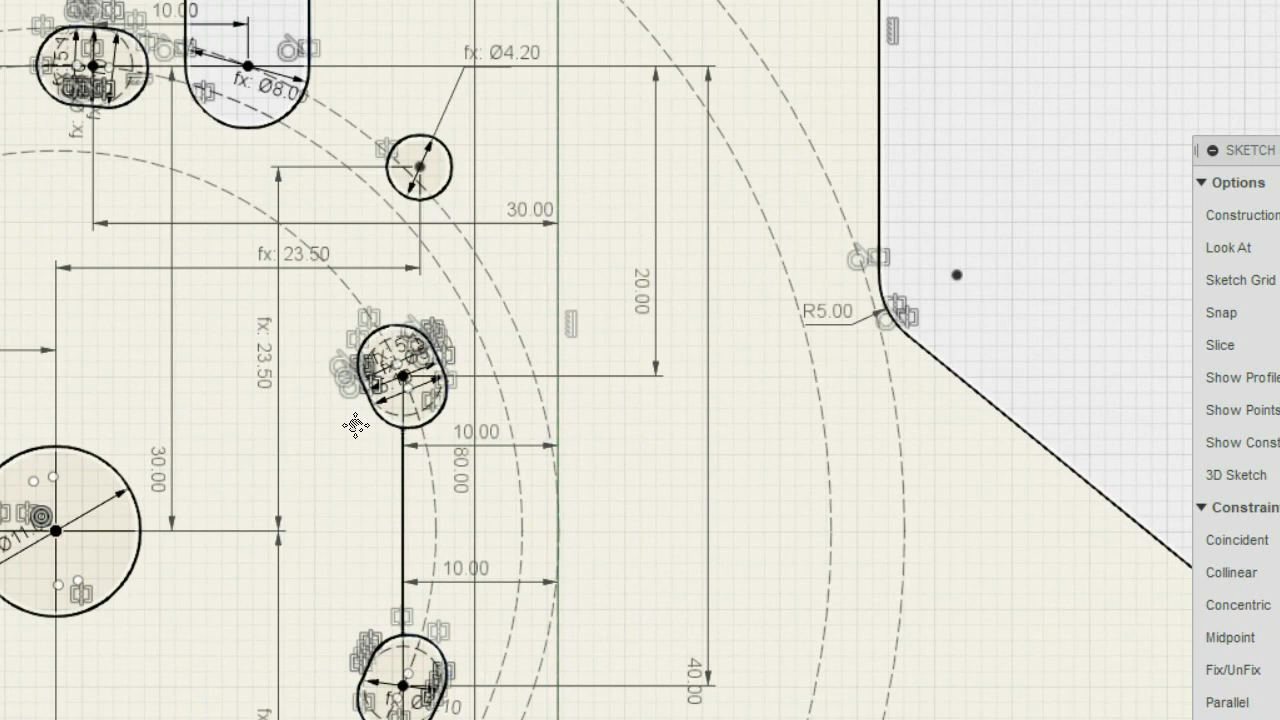 10.00
fx: Ø4.20
fx: Ø8.0
30.00
fx: 23.50
20.00
R5.00
fx: 23.50
10.00
30.00
80.00
10.00
40.00
SKETCH
Options
Construction
Look At
Sketch Grid
Snap
Slice
Show Profile
Show Points
Show Const
3D Sketch
Constrain
Coincident
Collinear
Concentric
Midpoint
Fix/UnFix
Parallel